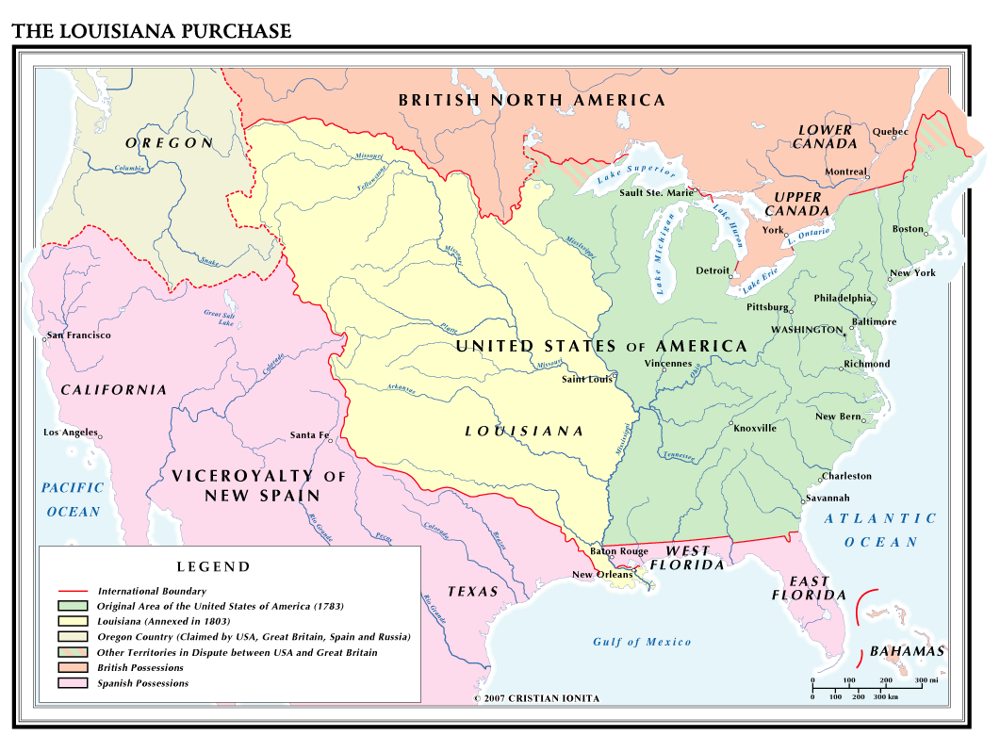 THE LOUISIANA PURCHASE
BRITISH NORTH AMERICA
OREGON
LOWER
CANADA
Quebec
Montreal
UPPER
CANADA
York
Columbia
Missouri
Yellowstone
Lake Superior
Sault Ste. Marie
Lake Huron
L. Ontario
Lake Michigan
Lake Erie
Boston
New York
Detroit
Snake
Missouri
Mississippi
Philadelphia
Pittsburg
Baltimore
WASHINGTON
Great Salt
Lake
San Francisco
Platte
UNITED STATES OF AMERICA
Vincennes
Missouri
Ohio
Saint Louis
Richmond
Colorado
CALIFORNIA
Arkansas
New Bern
Los Angeles
Santa Fe
LOUISIANA
Mississippi
Knoxville
Tennessee
VICEROYALTY OF
NEW SPAIN
Charleston
Savannah
PACIFIC
OCEAN
ATLANTIC
OCEAN
Rio Grande
Pecos
Colorado
Brazos
Baton Rouge
WEST
FLORIDA
New Orleans
EAST
FLORIDA
TEXAS
Rio Grande
Gulf of Mexico
BAHAMAS
LEGEND
International Boundary
Original Area of the United States of America (1783)
Louisiana (Annexed in 1803)
Oregon Country (Claimed by USA, Great Britain, Spain and Russia)
Other Territories in Dispute between USA and Great Britain
British Possessions
Spanish Possessions
0 100 200 300 mi
0 100 200 300 km
© 2007 CRISTIAN IONITA